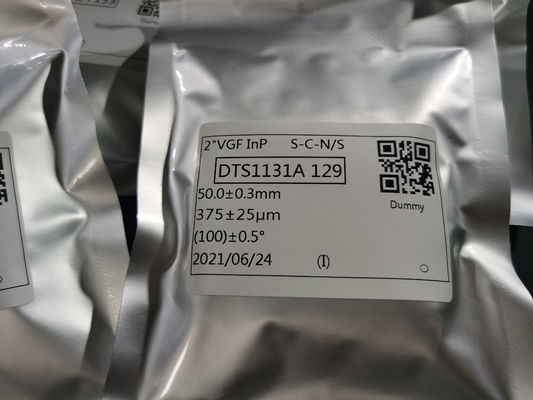 2"VGF InP S-C-N/S
DTS1131A 129
50.0±0.3mm
375±25μm
(100)±0.5°
2021/06/24 (I)
Dummy